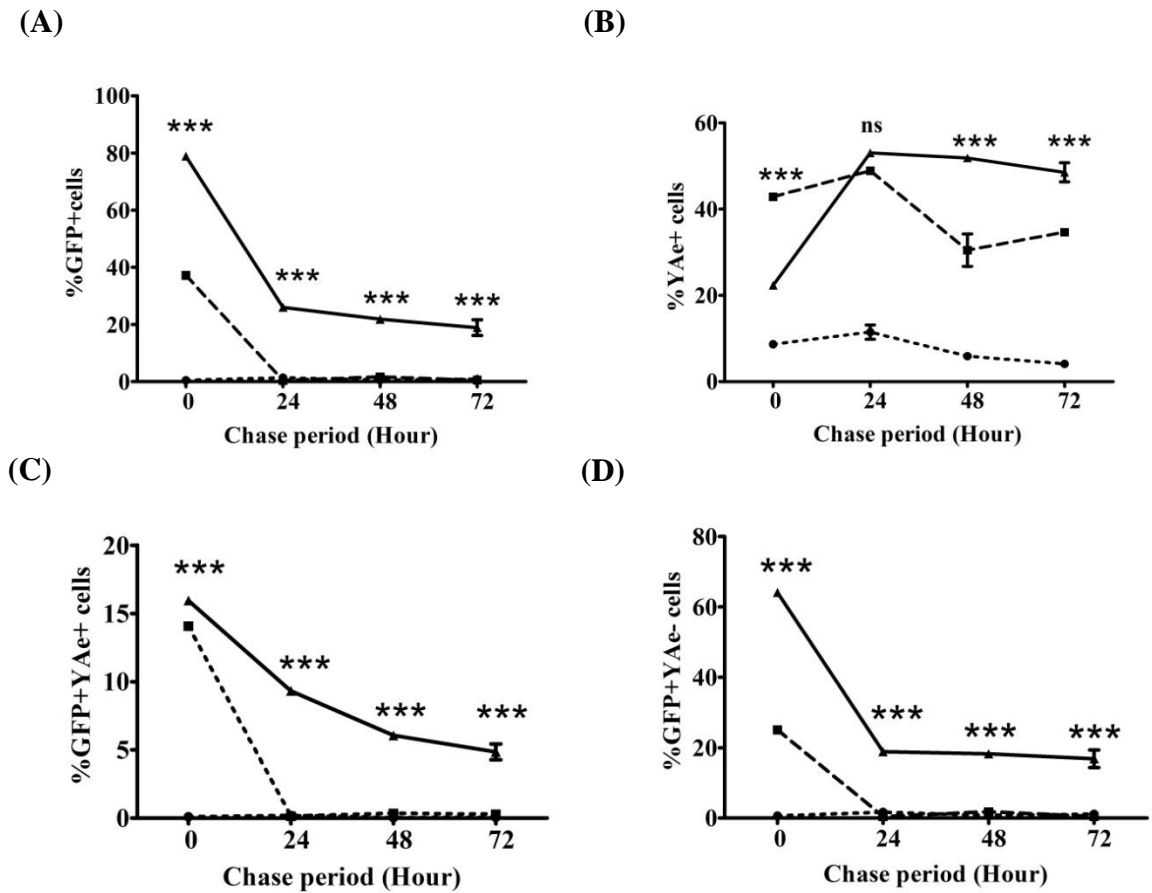 (A)
(B)
100
80
60
40
20
0
%GFP+cells
***
***
***
***
0 24 48 72
Chase period (Hour)
60
40
20
0
%YAe+ cells
***
ns
***
***
0 24 48 72
Chase period (Hour)
(C)
(D)
20
15
10
5
0
%GFP+YAe+ cells
***
***
***
***
0 24 48 72
Chase period (Hour)
80
60
40
20
0
%GFP+YAe- cells
***
***
***
***
0 24 48 72
Chase period (Hour)